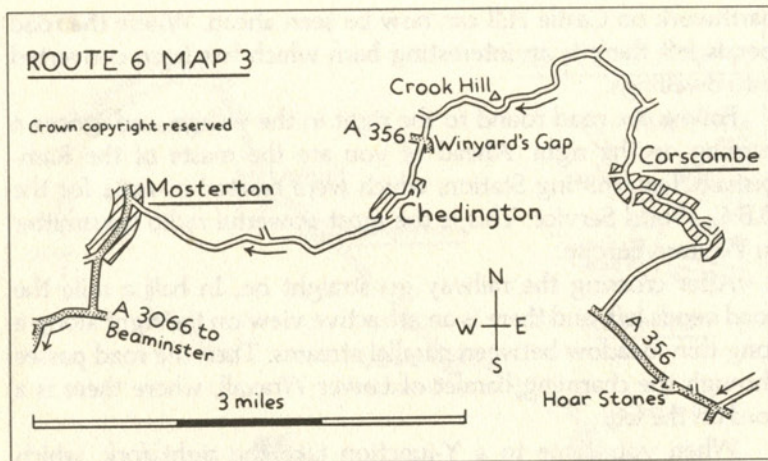 ROUTE 6 MAP 3
Crown copyright reserved
Crook Hill
A 356
Winyard's Gap
Corscombe
Mosterton
Chedington
A 3066 to
Beaminster
N
W E
S
A 356
3 miles
Hoar Stones